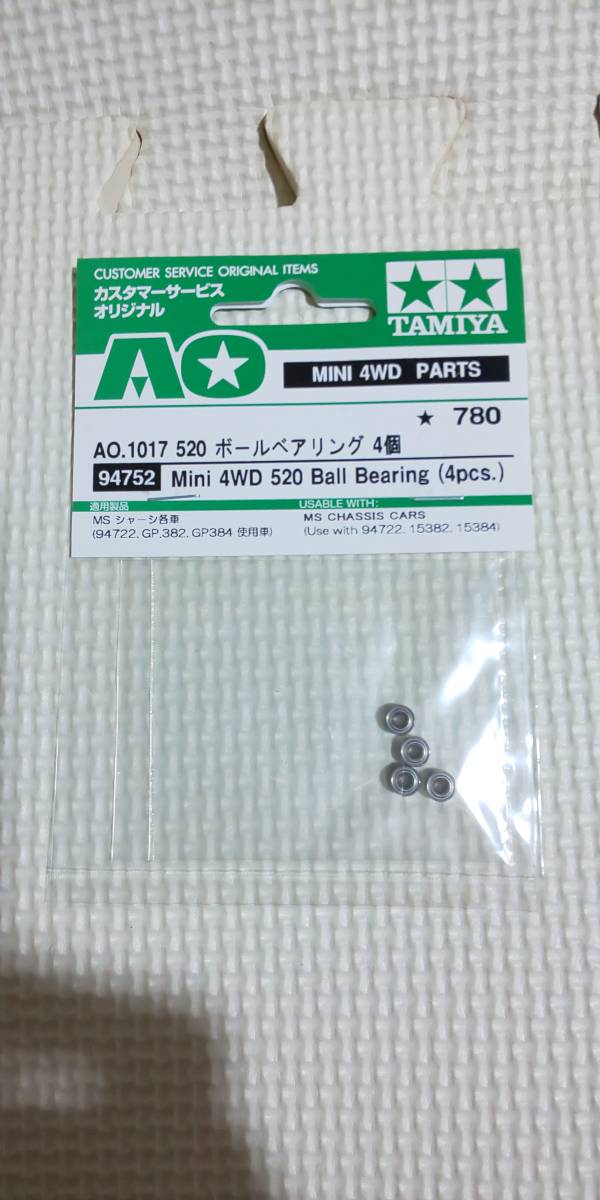 CUSTOMER SERVICE ORIGINAL ITEMS
カスタマーサービス
オリジナル
TAMIYA
AO
MINI 4WD PARTS
★ 780
AO.1017 520 ボールベアリング 4個
94752 Mini 4WD 520 Ball Bearing (4pcs.)
適用製品
MS シャーシ各車
(94722, GP.382, GP384 使用車)
USABLE WITH:
MS CHASSIS CARS
(Use with 94722, 15382, 15384)